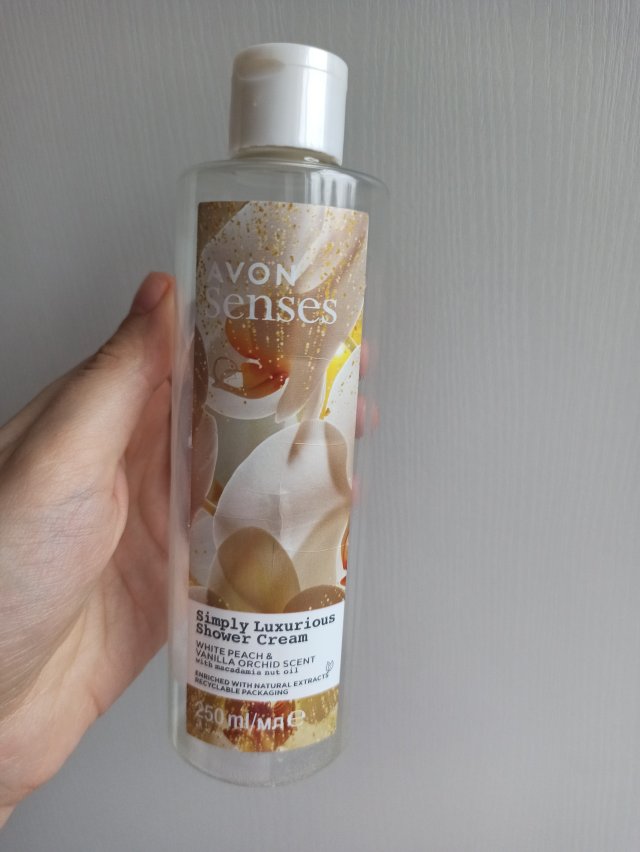 AVON
senses
Simply Luxurious
Shower Cream
WHITE PEACH &
VANILLA ORCHID SCENT
with macadamia nut oil
ENRICHED WITH NATURAL EXTRACTS
RECYCLABLE PACKAGING
250 ml/мл ℮